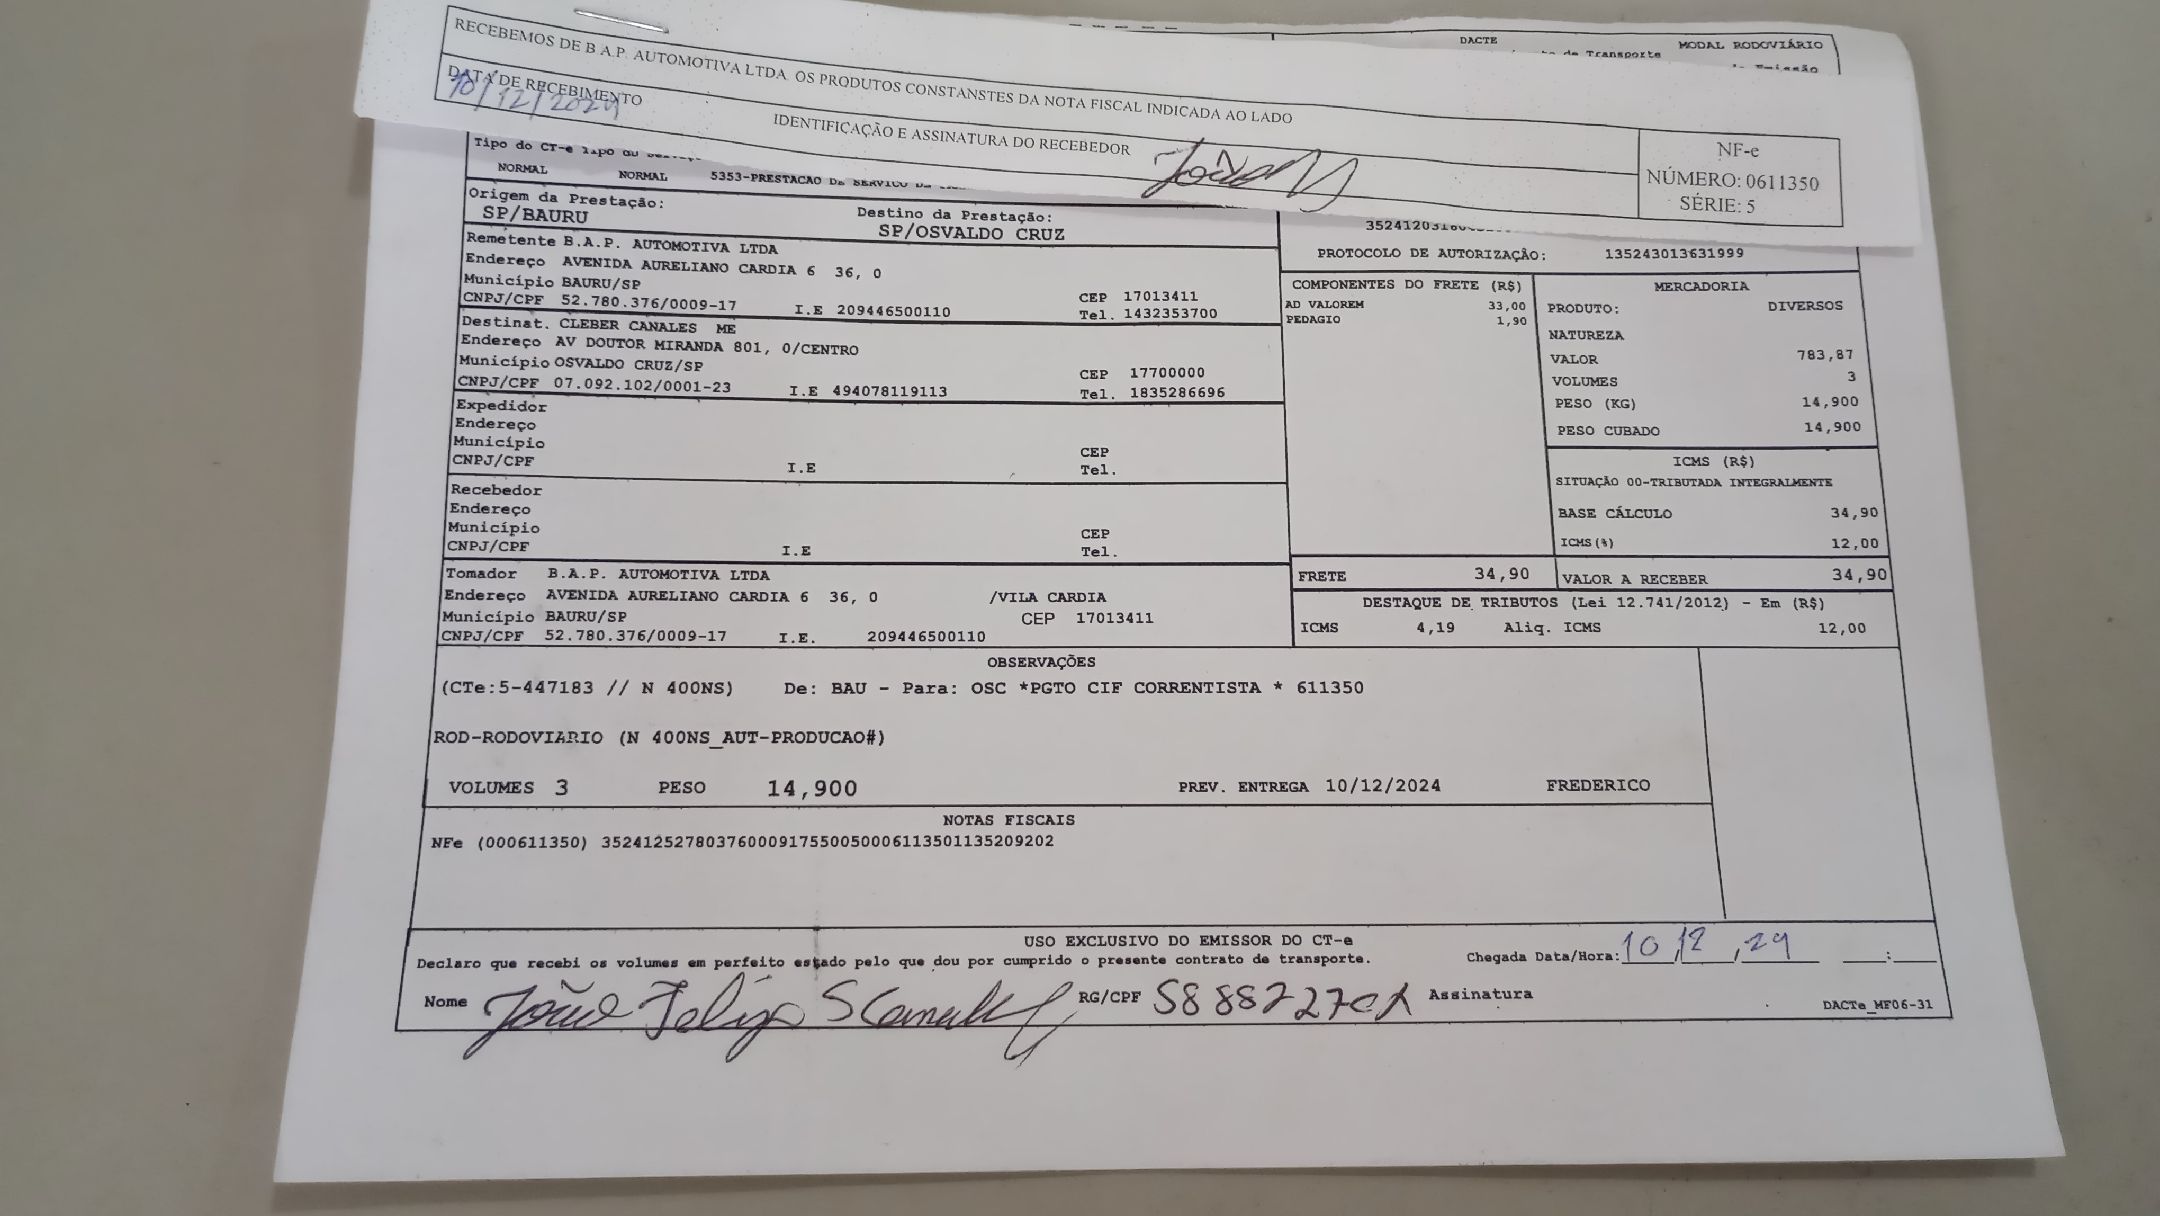 RECEBEMOS DE B.A.P. AUTOMOTIVA LTDA OS PRODUTOS CONSTANSTES DA NOTA FISCAL INDICADA AO LADO
DATA DE RECEBIMENTO
10/12/2024
IDENTIFICAÇÃO E ASSINATURA DO RECEBEDOR
NF-e
NÚMERO: 0611350
SÉRIE: 5
DACTE
de Transporte
MODAL RODOVIÁRIO
Tipo do CT-e
NORMAL NORMAL 5353-PRESTACAO DE SERVICO
Origem da Prestação:
SP/BAURU
Destino da Prestação:
SP/OSVALDO CRUZ
PROTOCOLO DE AUTORIZAÇÃO: 135243013631999
Remetente B.A.P. AUTOMOTIVA LTDA
Endereço AVENIDA AURELIANO CARDIA 6 36, 0
Município BAURU/SP CEP 17013411
CNPJ/CPF 52.780.376/0009-17 I.E 209446500110 Tel. 1432353700
Destinat. CLEBER CANALES ME
Endereço AV DOUTOR MIRANDA 801, 0/CENTRO
Município OSVALDO CRUZ/SP CEP 17700000
CNPJ/CPF 07.092.102/0001-23 I.E 494078119113 Tel. 1835286696
Expedidor
Endereço
Município CEP
CNPJ/CPF I.E Tel.
Recebedor
Endereço
Município CEP
CNPJ/CPF I.E Tel.
Tomador B.A.P. AUTOMOTIVA LTDA
Endereço AVENIDA AURELIANO CARDIA 6 36, 0 /VILA CARDIA
Município BAURU/SP CEP 17013411
CNPJ/CPF 52.780.376/0009-17 I.E. 209446500110
COMPONENTES DO FRETE (R$)
AD VALOREM 33,00
PEDAGIO 1,90
MERCADORIA
PRODUTO: DIVERSOS
NATUREZA
VALOR 783,87
VOLUMES 3
PESO (KG) 14,900
PESO CUBADO 14,900
ICMS (R$)
SITUAÇÃO 00-TRIBUTADA INTEGRALMENTE
BASE CÁLCULO 34,90
ICMS(%) 12,00
FRETE 34,90 VALOR A RECEBER 34,90
DESTAQUE DE TRIBUTOS (Lei 12.741/2012) - Em (R$)
ICMS 4,19 Aliq. ICMS 12,00
OBSERVAÇÕES
(CTe:5-447183 // N 400NS) De: BAU - Para: OSC *PGTO CIF CORRENTISTA * 611350
ROD-RODOVIARIO (N 400NS_AUT-PRODUCAO#)
VOLUMES 3 PESO 14,900 PREV. ENTREGA 10/12/2024 FREDERICO
NOTAS FISCAIS
NFe (000611350) 35241252780376000917550050006113501135209202
USO EXCLUSIVO DO EMISSOR DO CT-e
Declaro que recebi os volumes em perfeito estado pelo que dou por cumprido o presente contrato de transporte.
Chegada Data/Hora: 10 12 24 :
Nome João Felipe S RG/CPF Assinatura
DACTe_MF06-31